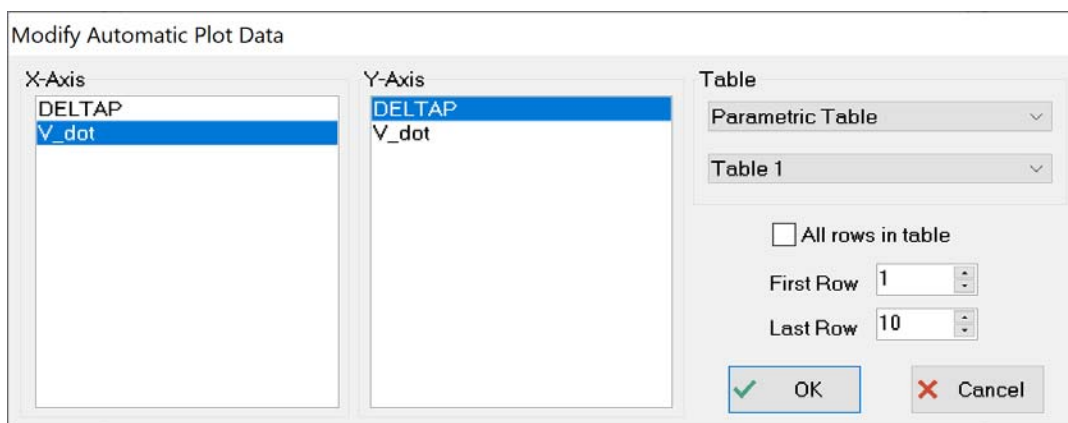 Modify Automatic Plot Data
X-Axis
DELTAP
V_dot
Y-Axis
DELTAP
V_dot
Table
Parametric Table
Table 1
All rows in table
First Row 1
Last Row 10
OK
Cancel